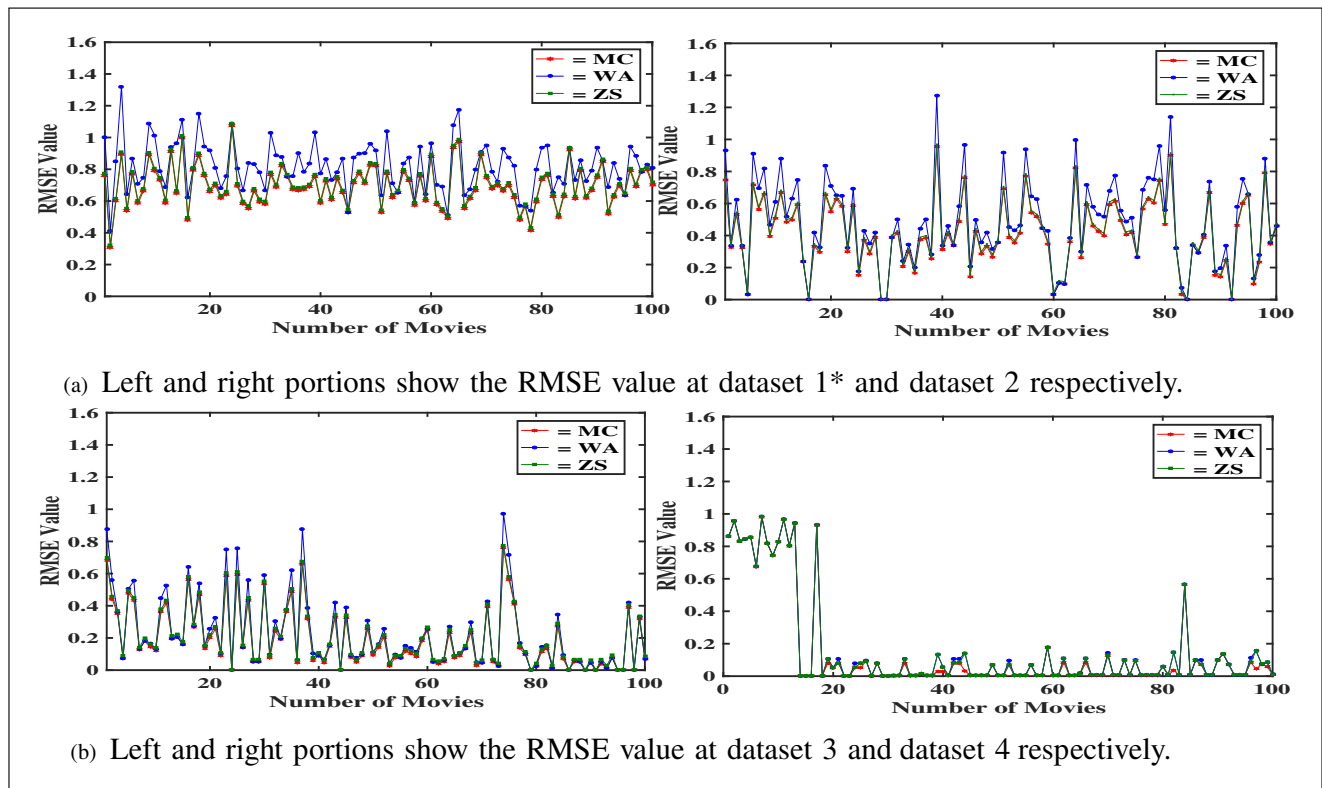 1.6
1.4
1.2
1
0.8
0.6
0.4
0.2
0
RMSE Value
= MC
= WA
= ZS
20 40 60 80 100
Number of Movies
1.6
1.4
1.2
1
0.8
0.6
0.4
0.2
0
RMSE Value
= MC
= WA
= ZS
20 40 60 80 100
Number of Movies
(a) Left and right portions show the RMSE value at dataset 1* and dataset 2 respectively.
1.6
1.4
1.2
1
0.8
0.6
0.4
0.2
0
RMSE Value
= MC
= WA
= ZS
20 40 60 80 100
Number of Movies
1.6
1.4
1.2
1
0.8
0.6
0.4
0.2
0
RMSE Value
= MC
= WA
= ZS
0 20 40 60 80 100
Number of Movies
(b) Left and right portions show the RMSE value at dataset 3 and dataset 4 respectively.